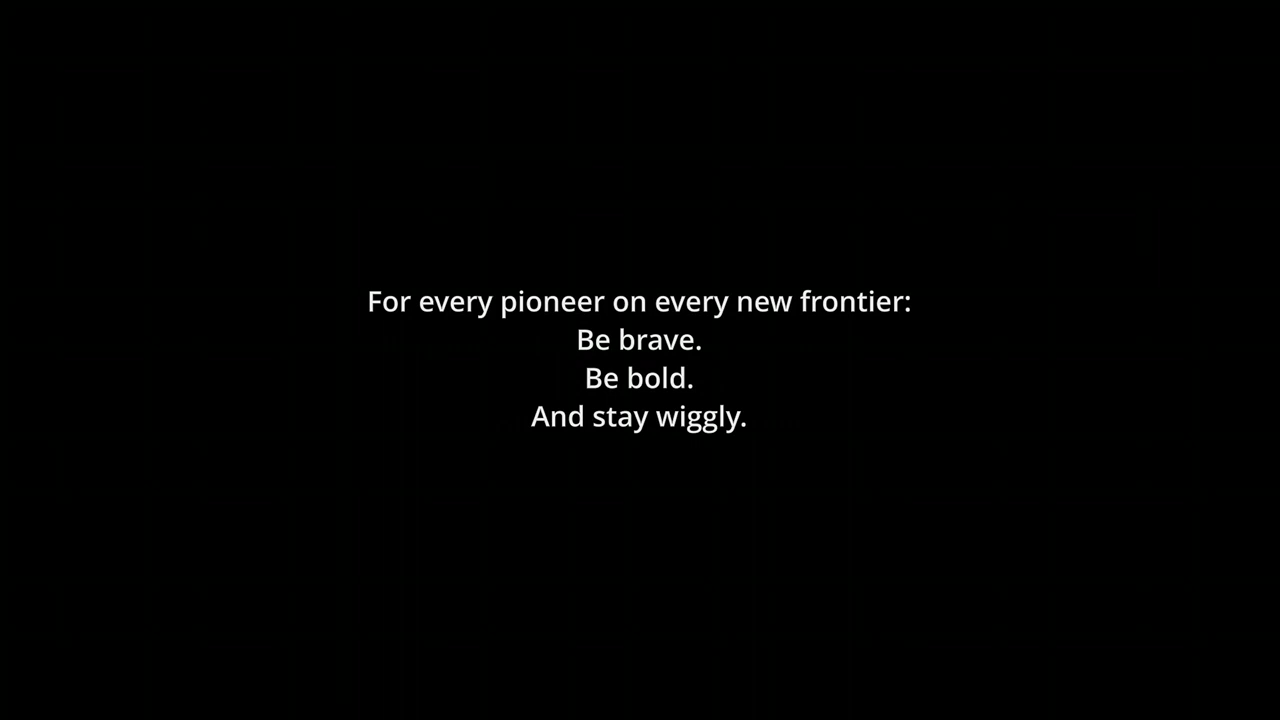 For every pioneer on every new frontier:
Be brave.
Be bold.
And stay wiggly.